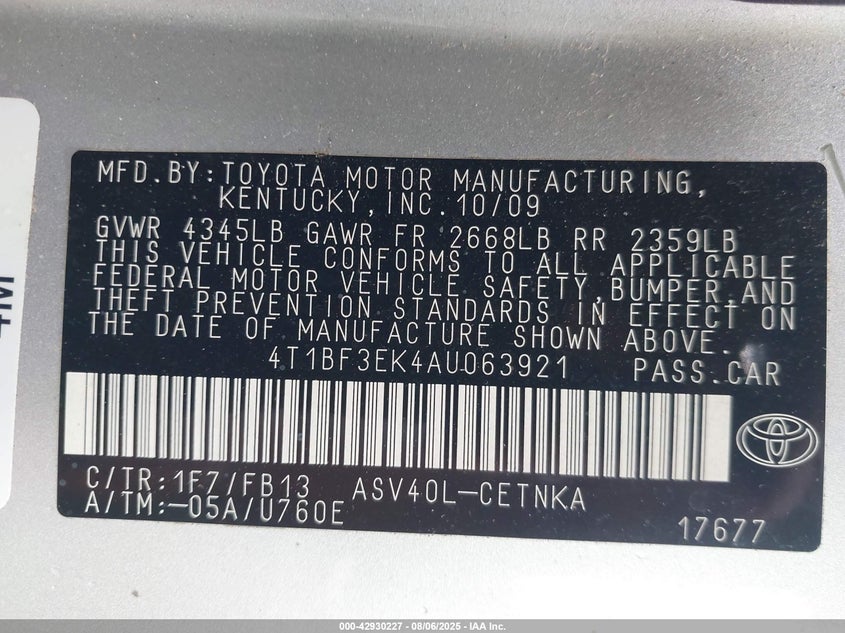 MFD.BY:TOYOTA MOTOR MANUFACTURING,
KENTUCKY,INC.10/09
GVWR 4345LB GAWR FR 2668LB RR 2359LB
THIS VEHICLE CONFORMS TO ALL APPLICABLE
FEDERAL MOTOR VEHICLE SAFETY,BUMPER,AND
THEFT PREVENTION STANDARDS IN EFFECT ON
THE DATE OF MANUFACTURE SHOWN ABOVE.
4T1BF3EK4AU063921 PASS.CAR
C/TR:1F7/FB13 ASV40L-CETNKA
A/TM:-05A/U760E 17677
000-42930227 - 08/06/2025 - IAA Inc.